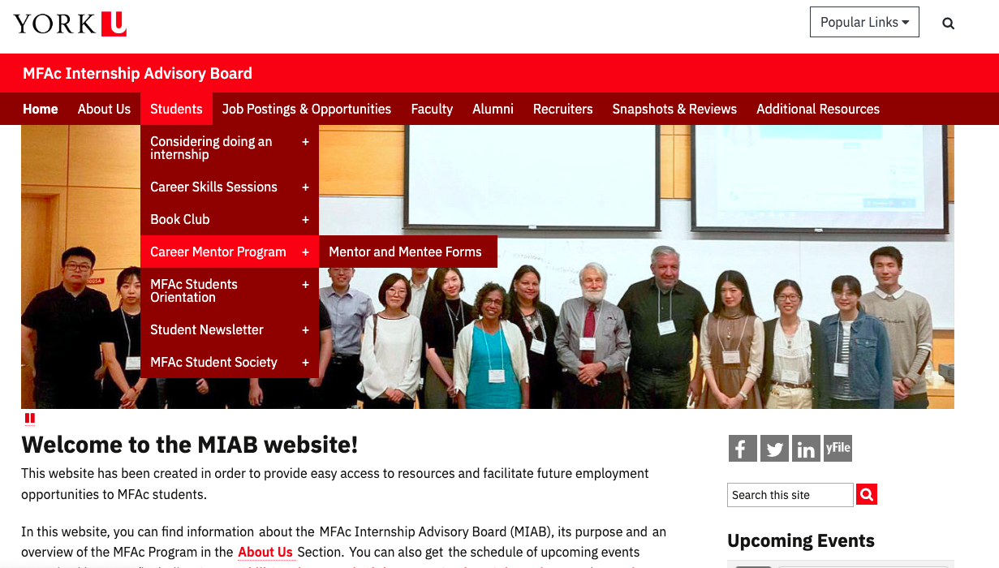 YORK U
Popular Links
MFAc Internship Advisory Board
Home About Us Students Job Postings & Opportunities Faculty Alumni Recruiters Snapshots & Reviews Additional Resources
Considering doing an +
internship
Career Skills Sessions +
Book Club +
Career Mentor Program + Mentor and Mentee Forms
MFAc Students +
Orientation
Student Newsletter +
MFAc Student Society +
Welcome to the MIAB website!
This website has been created in order to provide easy access to resources and facilitate future employment
opportunities to MFAc students.
In this website, you can find information about the MFAc Internship Advisory Board (MIAB), its purpose and an
overview of the MFAc Program in the About Us Section. You can also get the schedule of upcoming events
f in yFile
Search this site
Upcoming Events